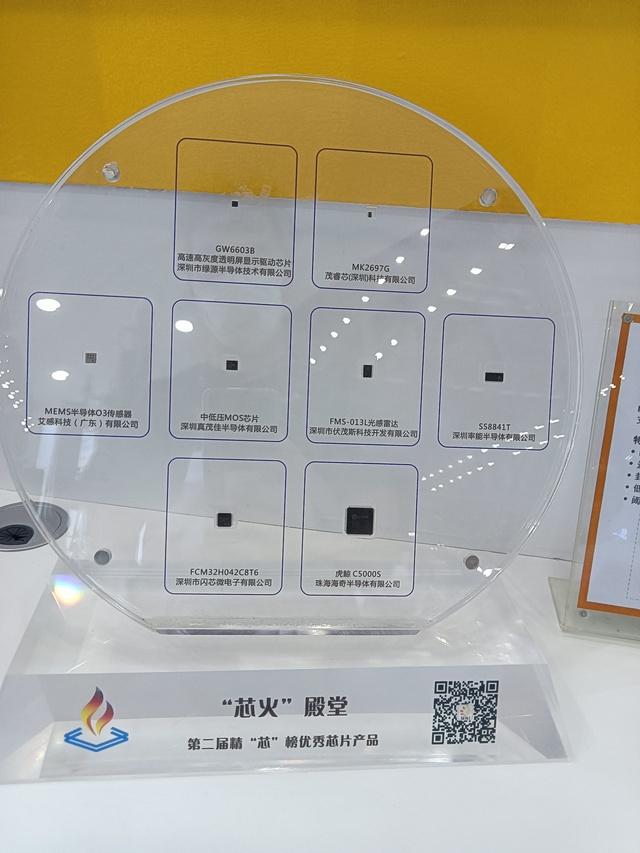 GW6603B
高速高灰度透明屏显示驱动芯片
深圳市绿源半导体技术有限公司
MK2697G
茂睿芯(深圳)科技有限公司
MEMS半导体O3传感器
艾感科技（广东）有限公司
中低压MOS芯片
深圳真茂佳半导体有限公司
FMS-013L光感雷达
深圳市伏茂斯科技开发有限公司
SS8841T
深圳率能半导体有限公司
FCM32H042C8T6
深圳市闪芯微电子有限公司
虎鲸 C5000S
珠海海奇半导体有限公司
“芯火”殿堂
第二届精“芯”榜优秀芯片产品